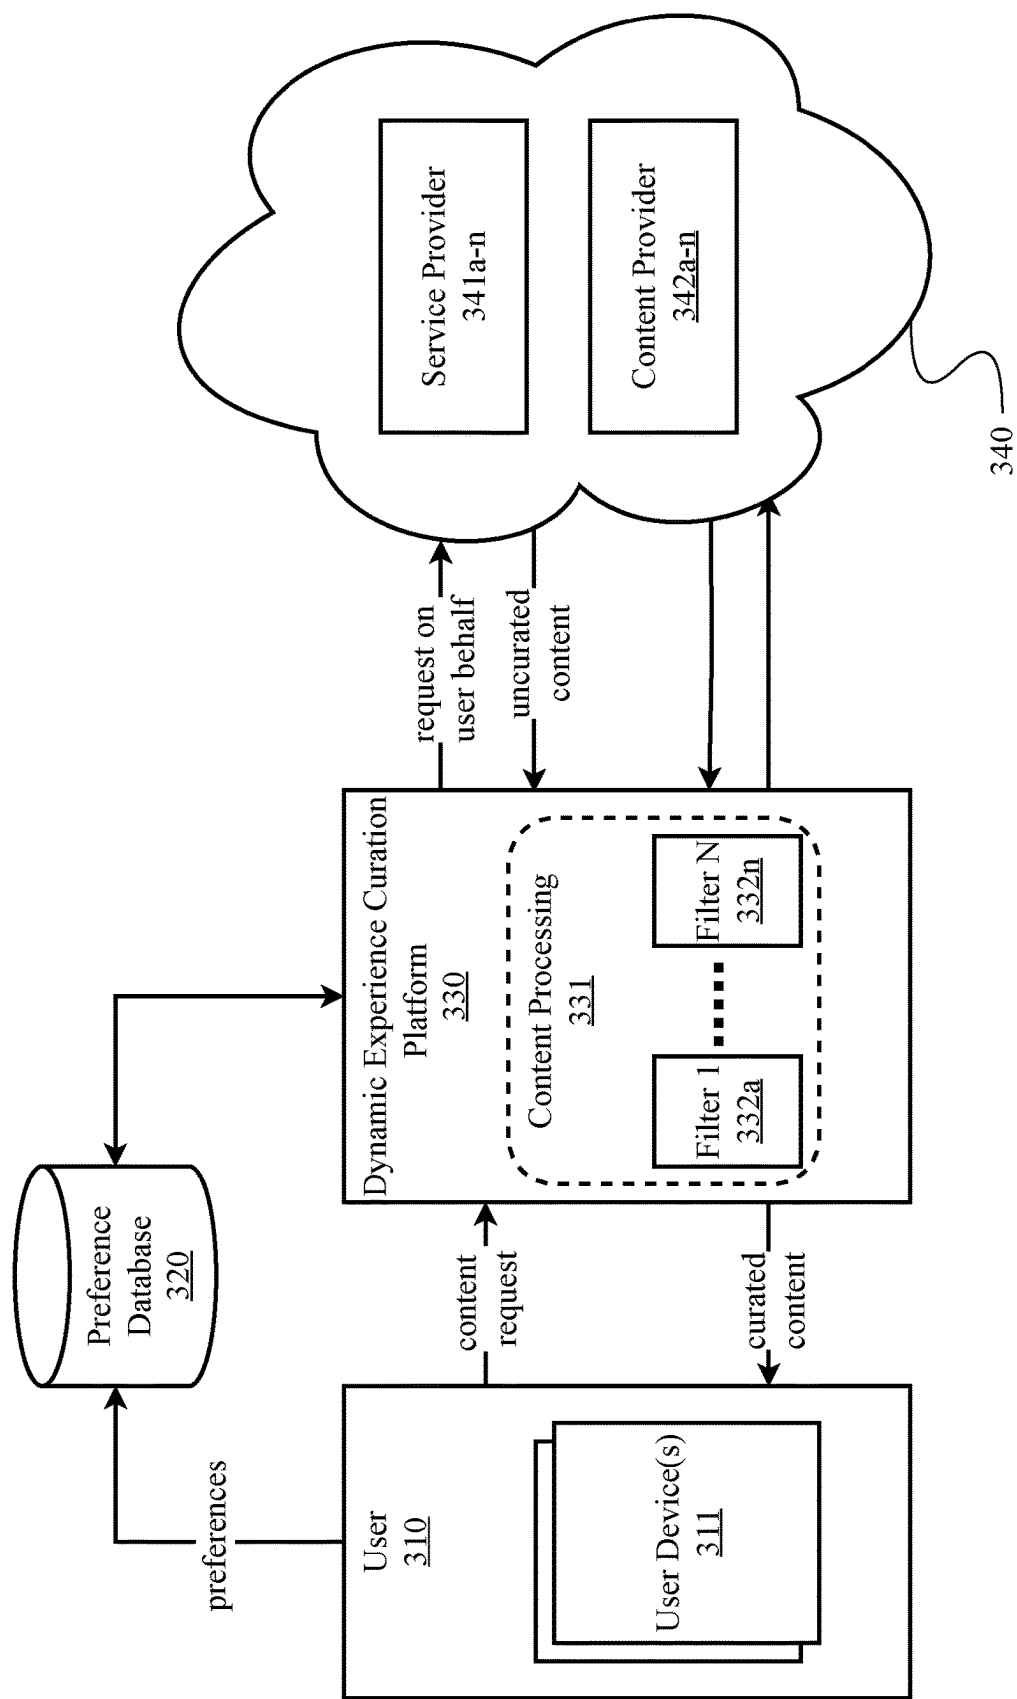 preferences
Preference
Database
320
User
310
User Device(s)
311
content
request
curated
content
Dynamic Experience Curation
Platform
330
Content Processing
331
Filter 1
332a
Filter N
332n
request on
user behalf
uncurated
content
Service Provider
341a-n
Content Provider
342a-n
340